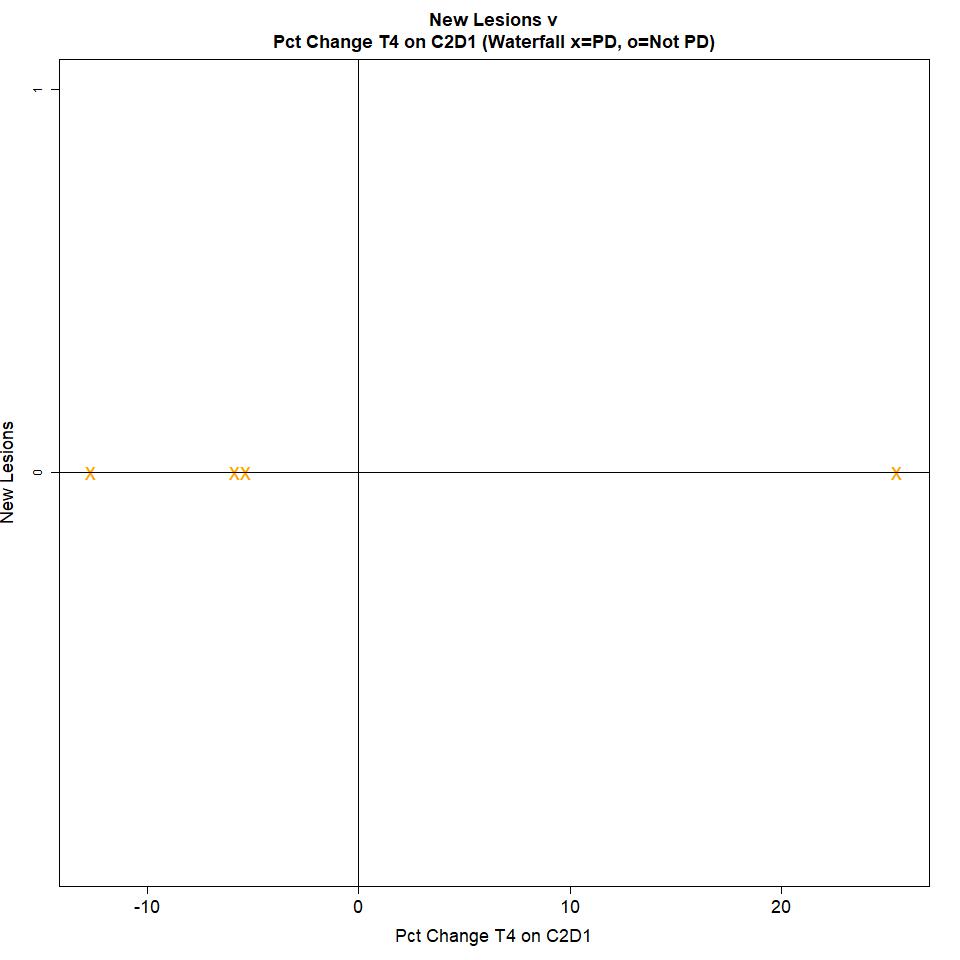 New Lesions v
Pct Change T4 on C2D1 (Waterfall x=PD, o=Not PD)
1
New Lesions
0
x
xx
x
-10
0
10
20
Pct Change T4 on C2D1